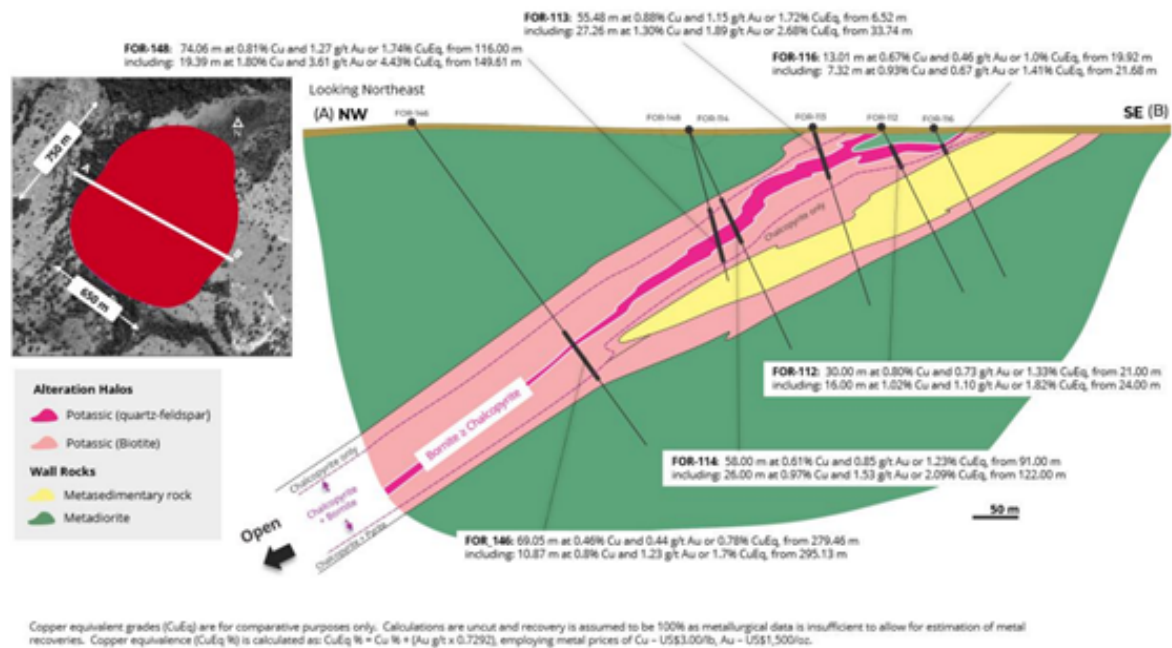 FOR-113: 55.48 m at 0.88% Cu and 1.15 g/t Au or 1.72% CuEq, from 6.52 m
including: 27.26 m at 1.30% Cu and 1.89 g/t Au or 2.68% CuEq, from 33.74 m
FOR-148: 74.06 m at 0.81% Cu and 1.27 g/t Au or 1.74% CuEq, from 116.00 m
including: 19.39 m at 1.80% Cu and 3.61 g/t Au or 4.43% CuEq, from 149.61 m
FOR-116: 13.01 m at 0.67% Cu and 0.46 g/t Au or 1.0% CuEq, from 19.92 m
including: 7.32 m at 0.93% Cu and 0.67 g/t Au or 1.41% CuEq, from 21.68 m
Looking Northeast
(A) NW
SE (B)
FOR-146
FOR-148
FOR-114
FOR-113
FOR-112
FOR-116
750 m
A
N
B
650 m
Chalcopyrite only
Alteration Halos
Potassic (quartz-feldspar)
Potassic (Biotite)
Wall Rocks
Metasedimentary rock
Metadiorite
FOR-112: 30.00 m at 0.80% Cu and 0.73 g/t Au or 1.33% CuEq, from 21.00 m
including: 16.00 m at 1.02% Cu and 1.10 g/t Au or 1.82% CuEq, from 24.00 m
Bornite ≥ Chalcopyrite
FOR-114: 58.00 m at 0.61% Cu and 0.85 g/t Au or 1.23% CuEq, from 91.00 m
including: 26.00 m at 0.97% Cu and 1.53 g/t Au or 2.09% CuEq, from 122.00 m
Chalcopyrite only
Chalcopyrite
+ Bornite
Chalcopyrite + Pyrite
Open
50 m
FOR_146: 69.05 m at 0.46% Cu and 0.44 g/t Au or 0.78% CuEq, from 279.46 m
including: 10.87 m at 0.8% Cu and 1.23 g/t Au or 1.7% CuEq, from 295.13 m
Copper equivalent grades (CuEq) are for comparative purposes only. Calculations are uncut and recovery is assumed to be 100% as metallurgical data is insufficient to allow for estimation of metal
recoveries. Copper equivalence (CuEq %) is calculated as: CuEq % = Cu % + (Au g/t x 0.7292), employing metal prices of Cu - US$3.00/lb, Au - US$1,500/oz.